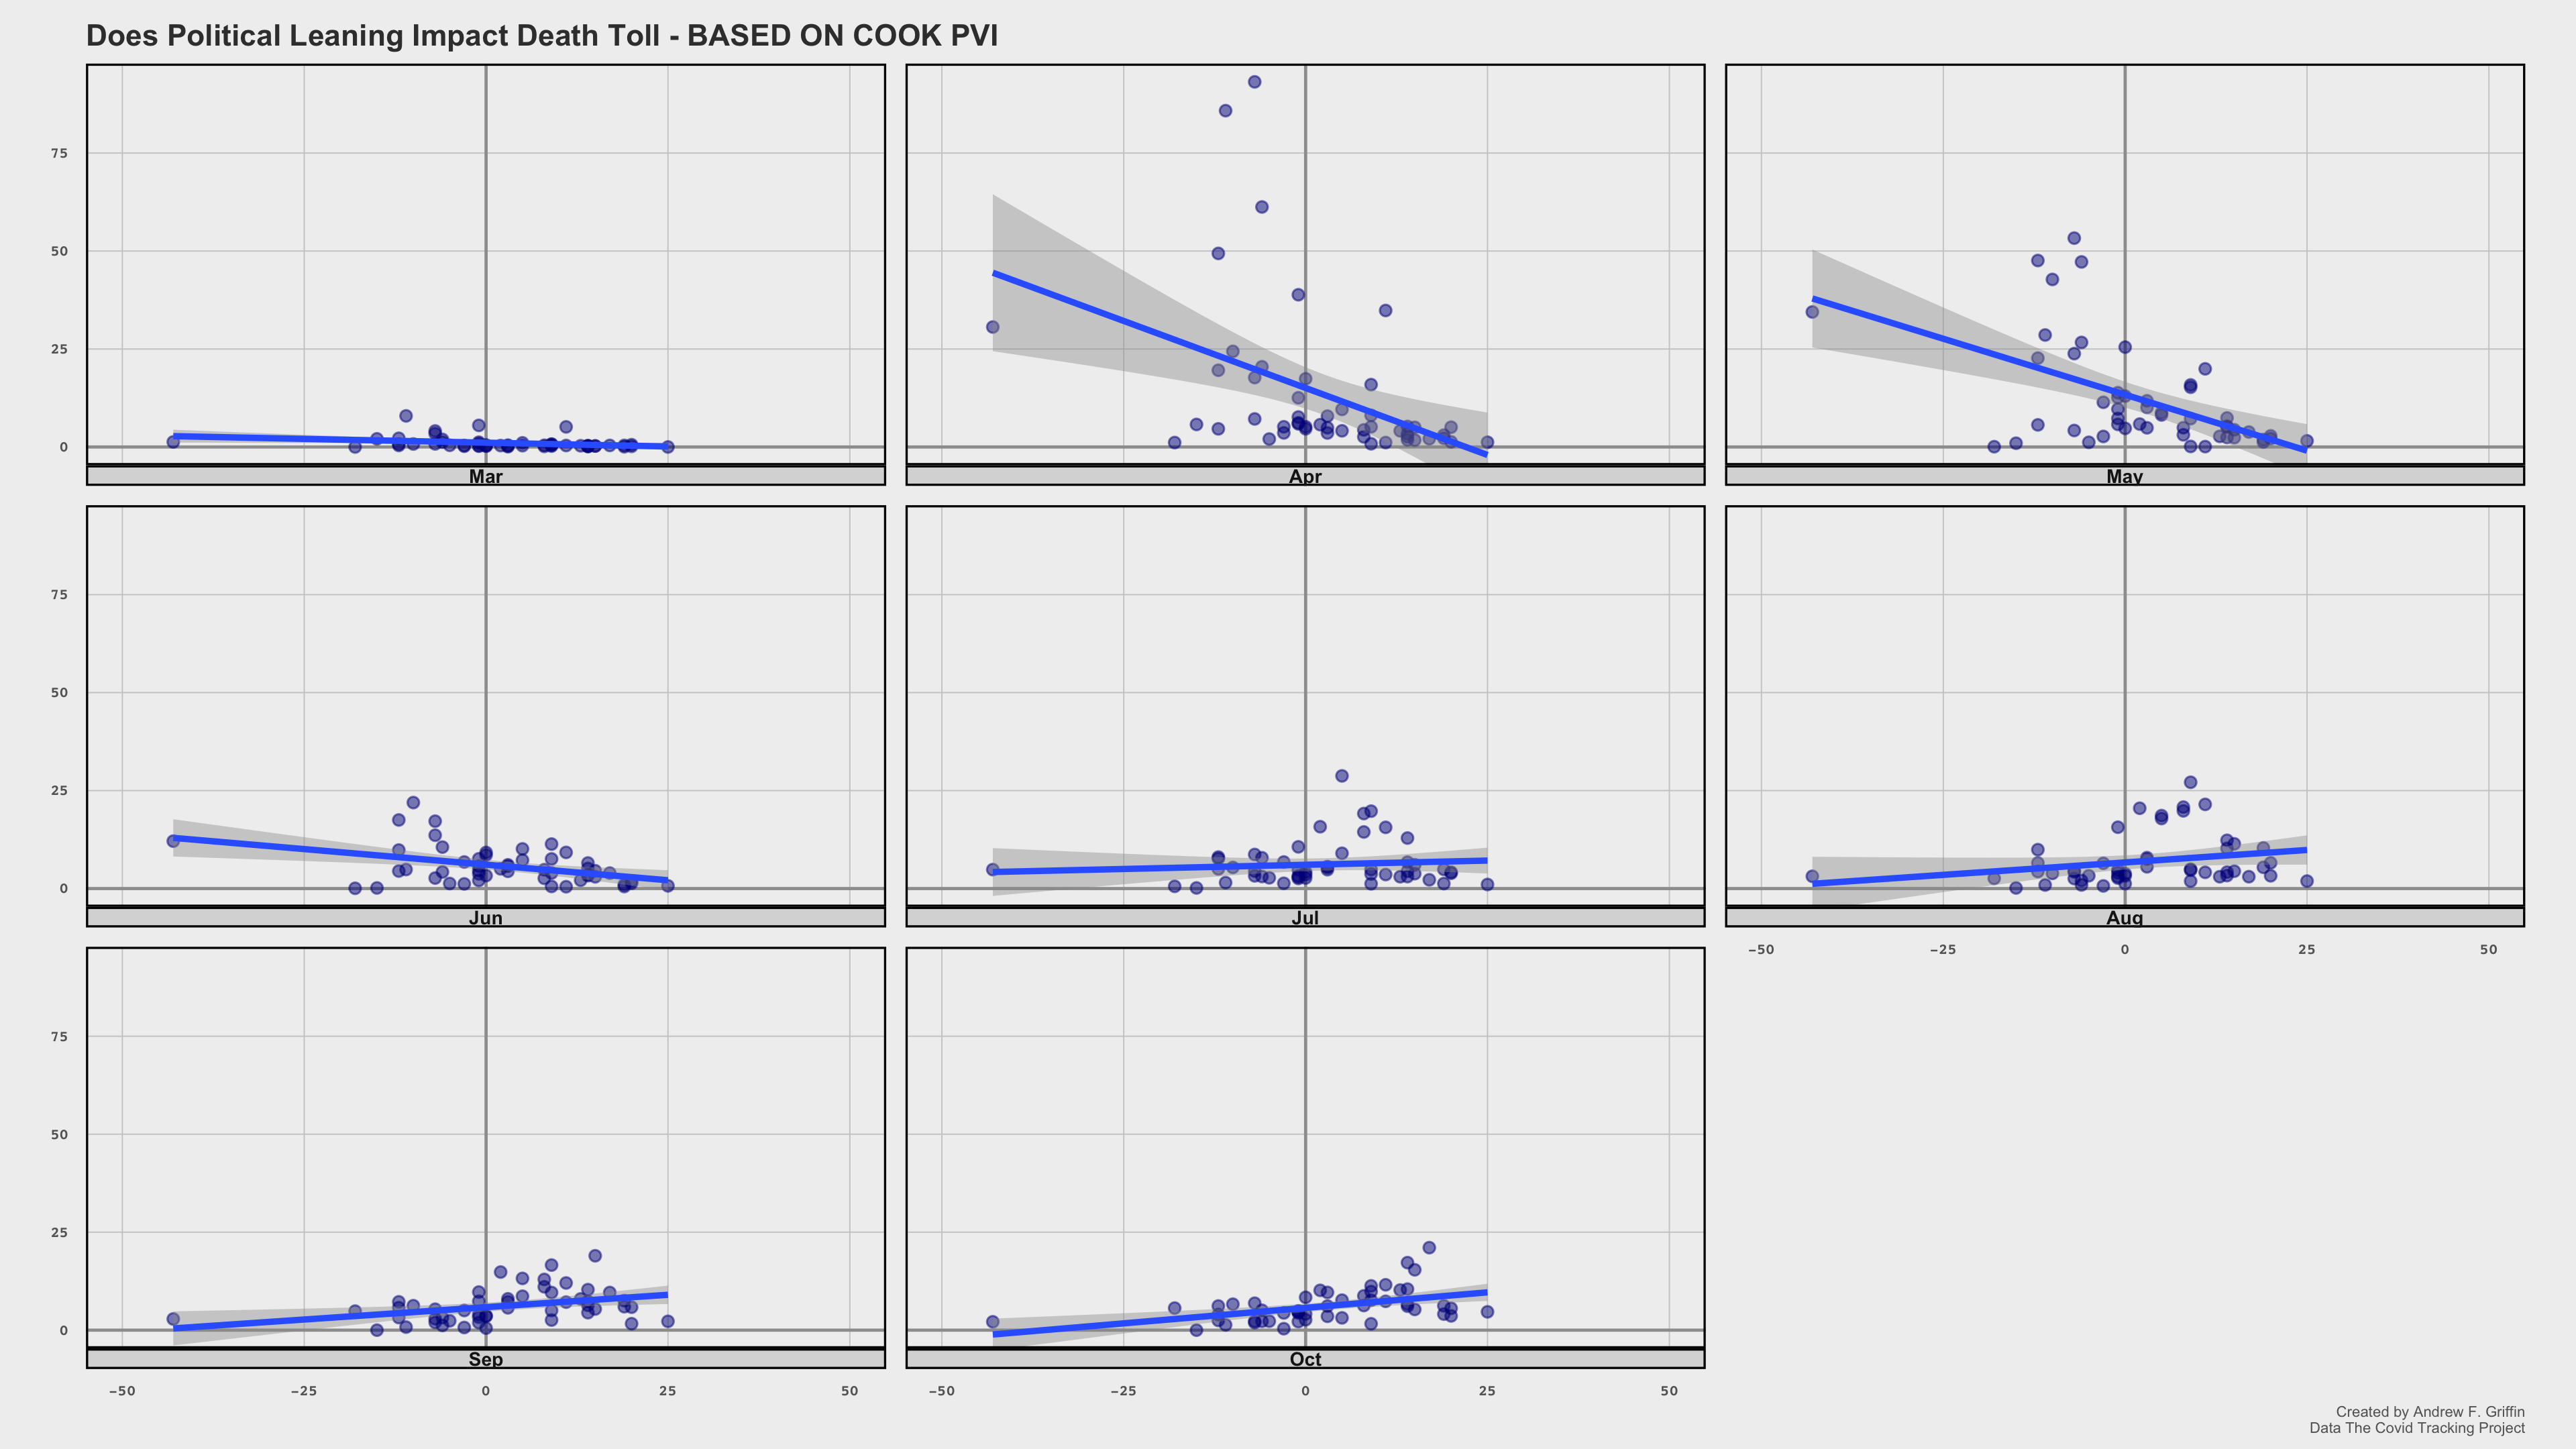 Does Political Leaning Impact Death Toll - BASED ON COOK PVI
75
50
25
0
Mar
Apr
May
75
50
25
0
Jun
Jul
Aug
−50
−25
0
25
50
75
50
25
0
Sep
Oct
−50
−25
0
25
50
−50
−25
0
25
50
Created by Andrew F. Griffin
Data The Covid Tracking Project